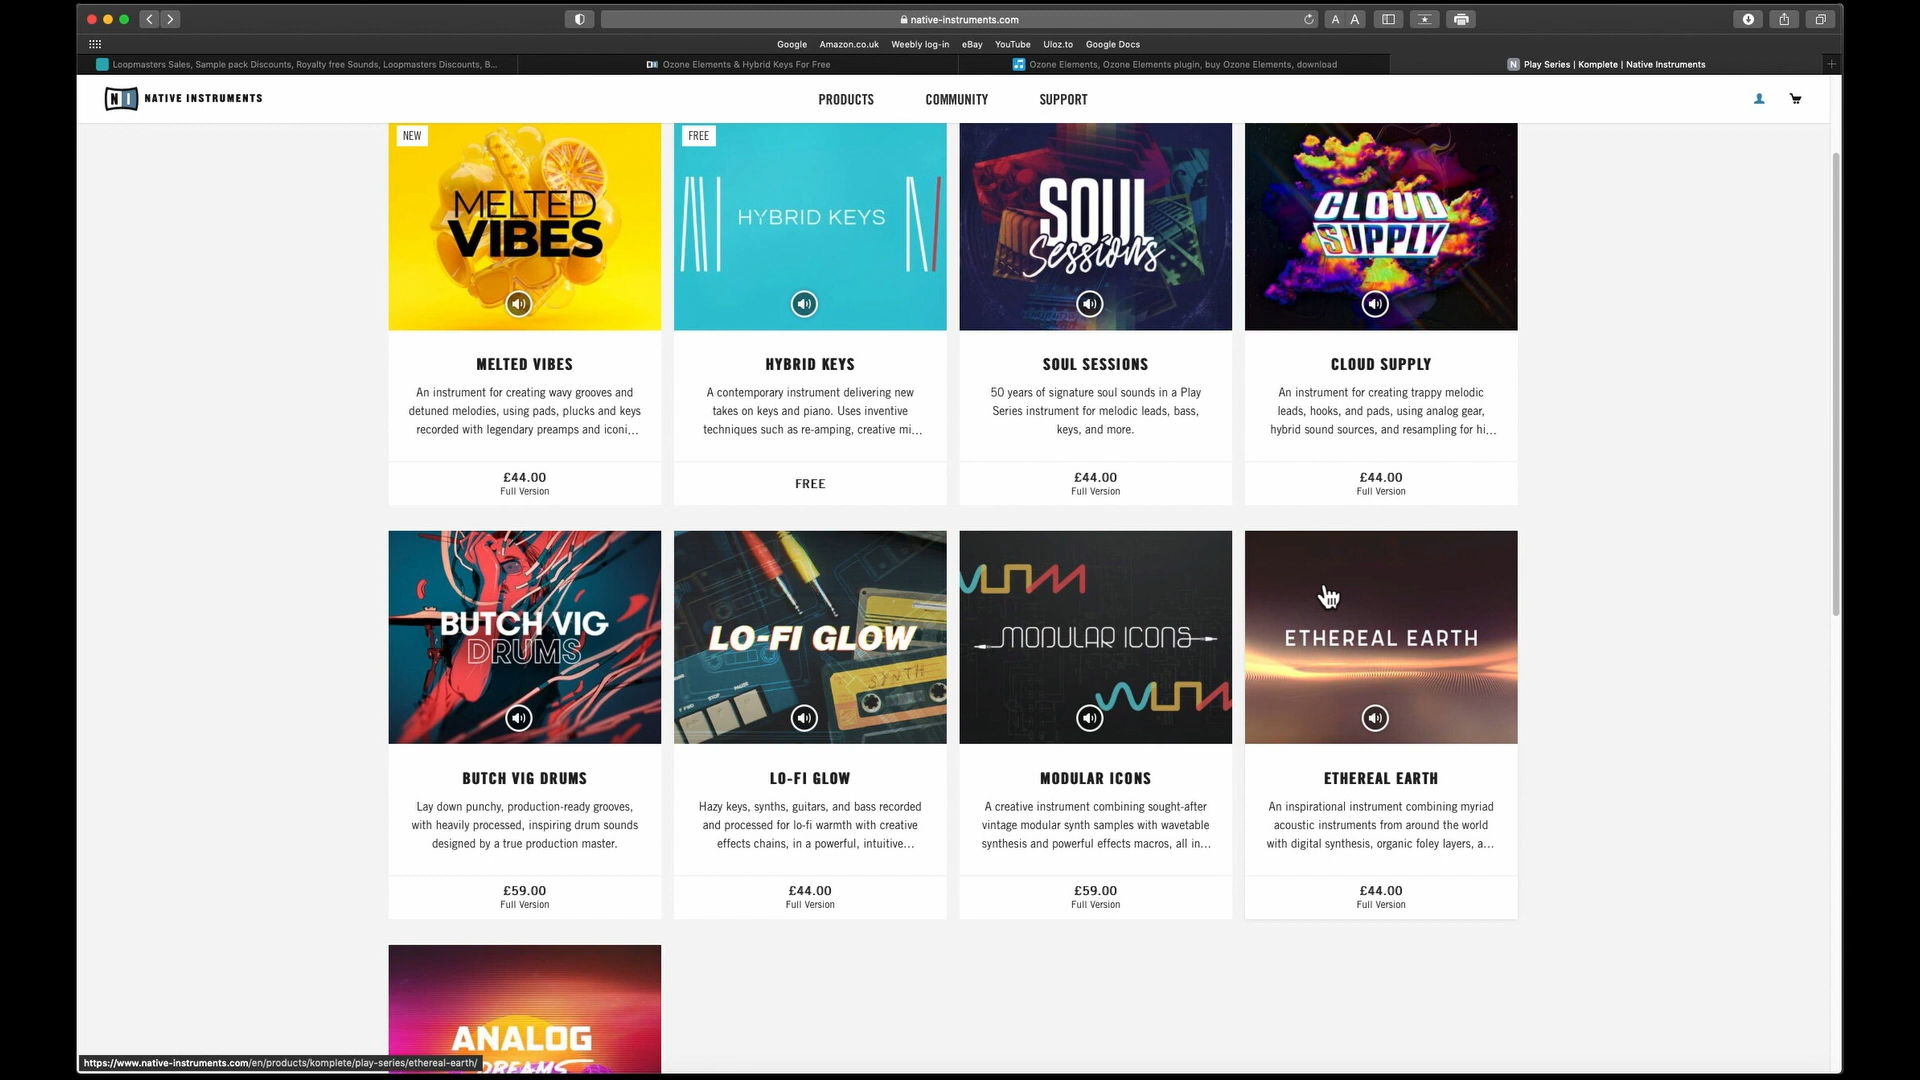 native-instruments.com
A A
Google Amazon.co.uk Weebly log-in eBay YouTube Uloz.to Google Docs
Loopmasters Sales, Sample pack Discounts, Royalty free Sounds, Loopmasters Discounts, B...
Ozone Elements & Hybrid Keys For Free
Ozone Elements, Ozone Elements plugin, buy Ozone Elements, download
N Play Series | Komplete | Native Instruments
NI NATIVE INSTRUMENTS
PRODUCTS COMMUNITY SUPPORT
NEW
MELTED
VIBES
FREE
HYBRID KEYS
SOUL
Sessions
CLOUD
SUPPLY
MELTED VIBES
An instrument for creating wavy grooves and
detuned melodies, using pads, plucks and keys
recorded with legendary preamps and iconi...
£44.00
Full Version
HYBRID KEYS
A contemporary instrument delivering new
takes on keys and piano. Uses inventive
techniques such as re-amping, creative mi...
FREE
SOUL SESSIONS
50 years of signature soul sounds in a Play
Series instrument for melodic leads, bass,
keys, and more.
£44.00
Full Version
CLOUD SUPPLY
An instrument for creating trappy melodic
leads, hooks, and pads, using analog gear,
hybrid sound sources, and resampling for hi...
£44.00
Full Version
BUTCH VIG
DRUMS
LO-FI GLOW
SYNTH
MODULAR ICONS
ETHEREAL EARTH
BUTCH VIG DRUMS
Lay down punchy, production-ready grooves,
with heavily processed, inspiring drum sounds
designed by a true production master.
£59.00
Full Version
LO-FI GLOW
Hazy keys, synths, guitars, and bass recorded
and processed for lo-fi warmth with creative
effects chains, in a powerful, intuitive...
£44.00
Full Version
MODULAR ICONS
A creative instrument combining sought-after
vintage modular synth samples with wavetable
synthesis and powerful effects macros, all in...
£59.00
Full Version
ETHEREAL EARTH
An inspirational instrument combining myriad
acoustic instruments from around the world
with digital synthesis, organic foley layers, a...
£44.00
Full Version
ANALOG
DREAMS
https://www.native-instruments.com/en/products/komplete/play-series/ethereal-earth/